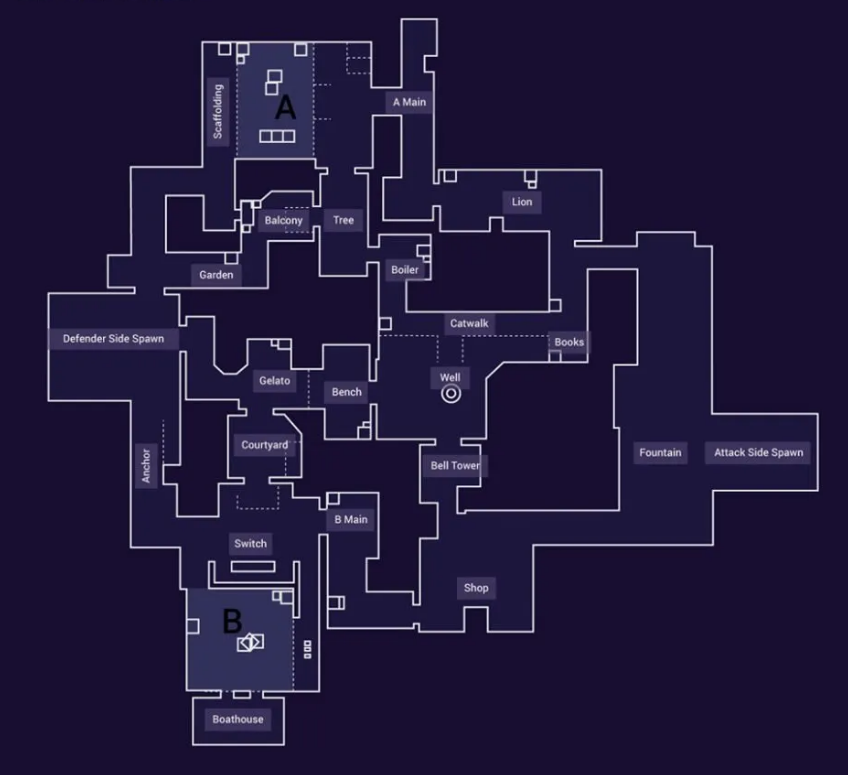 A
Scaffolding
A Main
Lion
Balcony
Tree
Garden
Boiler
Catwalk
Defender Side Spawn
Books
Gelato
Well
Bench
Courtyard
Anchor
Bell Tower
Fountain
Attack Side Spawn
B Main
Switch
Shop
B
Boathouse